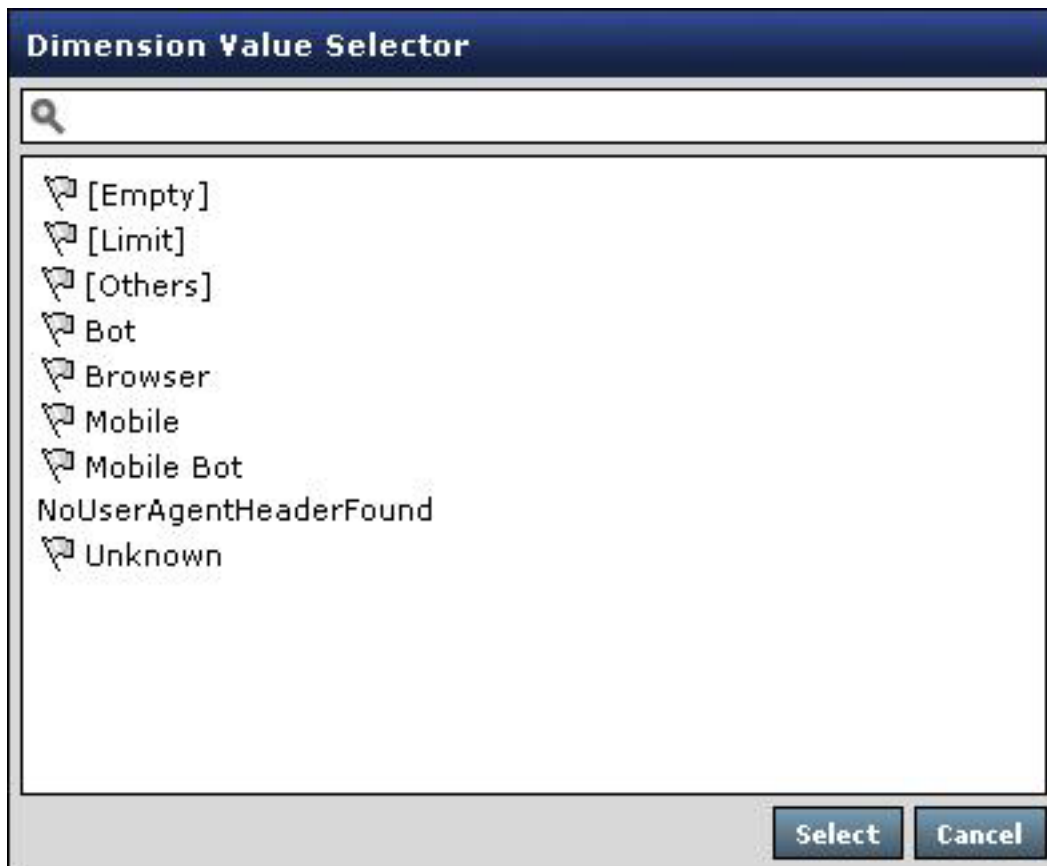 Dimension Value Selector
[Empty]
[Limit]
[Others]
Bot
Browser
Mobile
Mobile Bot
NoUserAgentHeaderFound
Unknown
Select Cancel